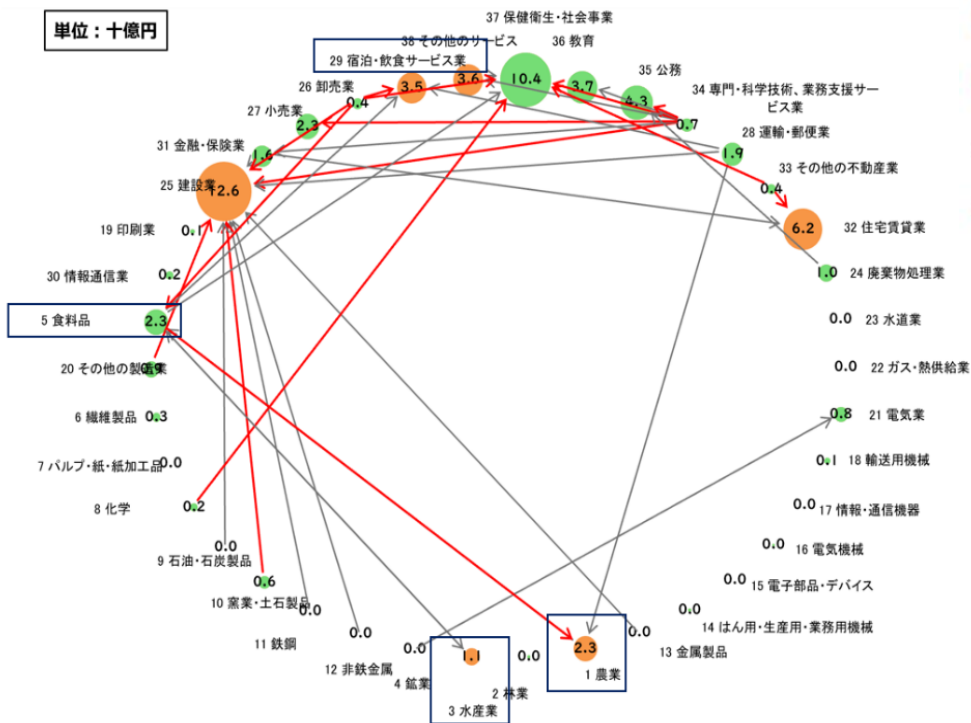 単位：十億円
37 保健衛生・社会事業
38 その他のサービス
36 教育
29 宿泊・飲食サービス業
35 公務
26 卸売業
3.5
3.6
10.4
3.7
4.3
34 専門・科学技術、業務支援サー
ビス業
0.4
27 小売業
2.3
0.7
28 運輸・郵便業
31 金融・保険業
1.6
1.9
33 その他の不動産業
25 建設業
12.6
0.4
19 印刷業
0.1
6.2
32 住宅賃貸業
30 情報通信業
0.2
1.0
24 廃棄物処理業
5 食料品
2.3
0.0
23 水道業
20 その他の製造業
0.9
0.0
22 ガス・熱供給業
6 繊維製品
0.3
0.8
21 電気業
7 パルプ・紙・紙加工品
0.0
0.1
18 輸送用機械
8 化学
0.2
0.0
17 情報・通信機器
0.0
9 石油・石炭製品
0.0
16 電気機械
0.6
10 窯業・土石製品
0.0
15 電子部品・デバイス
0.0
11 鉄鋼
0.0
14 はん用・生産用・業務用機械
0.0
12 非鉄金属
0.0
13 金属製品
0.0
4 鉱業
1.1
3 水産業
0.0
2 林業
2.3
1 農業